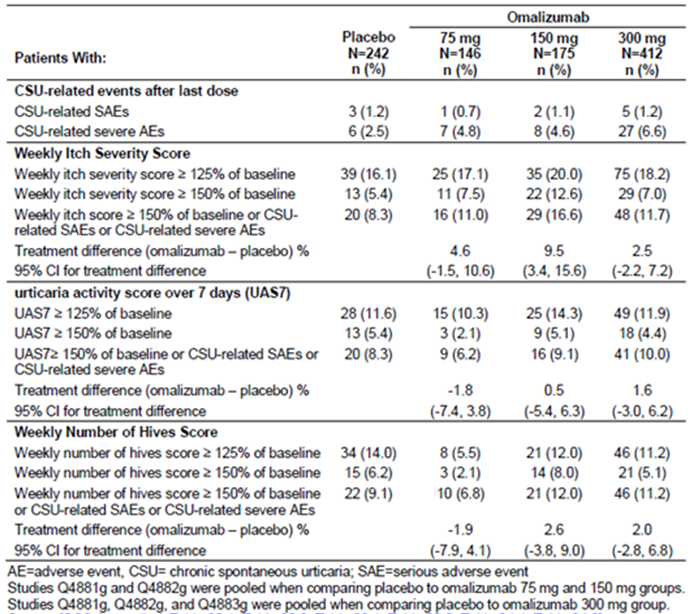 Omalizumab
Patients With: Placebo N=242 n (%) 75 mg N=146 n (%) 150 mg N=175 n (%) 300 mg N=412 n (%)
CSU-related events after last dose
CSU-related SAEs 3 (1.2) 1 (0.7) 2 (1.1) 5 (1.2)
CSU-related severe AEs 6 (2.5) 7 (4.8) 8 (4.6) 27 (6.6)
Weekly Itch Severity Score
Weekly itch severity score ≥ 125% of baseline 39 (16.1) 25 (17.1) 35 (20.0) 75 (18.2)
Weekly itch severity score ≥ 150% of baseline 13 (5.4) 11 (7.5) 22 (12.6) 29 (7.0)
Weekly itch score ≥ 150% of baseline or CSU- 20 (8.3) 16 (11.0) 29 (16.6) 48 (11.7)
related SAEs or CSU-related severe AEs
Treatment difference (omalizumab – placebo) % 4.6 9.5 2.5
95% CI for treatment difference (-1.5, 10.6) (3.4, 15.6) (-2.2, 7.2)
urticaria activity score over 7 days (UAS7)
UAS7 ≥ 125% of baseline 28 (11.6) 15 (10.3) 25 (14.3) 49 (11.9)
UAS7 ≥ 150% of baseline 13 (5.4) 3 (2.1) 9 (5.1) 18 (4.4)
UAS7≥ 150% of baseline or CSU-related SAEs or 20 (8.3) 9 (6.2) 16 (9.1) 41 (10.0)
CSU-related severe AEs
Treatment difference (omalizumab – placebo) % -1.8 0.5 1.6
95% CI for treatment difference (-7.4, 3.8) (-5.4, 6.3) (-3.0, 6.2)
Weekly Number of Hives Score
Weekly number of hives score ≥ 125% of baseline 34 (14.0) 8 (5.5) 21 (12.0) 46 (11.2)
Weekly number of hives score ≥ 150% of baseline 15 (6.2) 3 (2.1) 14 (8.0) 21 (5.1)
Weekly number of hives score ≥ 150% of baseline 22 (9.1) 10 (6.8) 21 (12.0) 46 (11.2)
or CSU-related SAEs or CSU-related severe AEs
Treatment difference (omalizumab – placebo) % -1.9 2.6 2.0
95% CI for treatment difference (-7.9, 4.1) (-3.8, 9.0) (-2.8, 6.8)
AE=adverse event, CSU= chronic spontaneous urticaria; SAE=serious adverse event
Studies Q4881g and Q4882g were pooled when comparing placebo to omalizumab 75 mg and 150 mg groups.
Studies Q4881g, Q4882g, and Q4883g were pooled when comparing placebo to omalizumab 300 mg group.